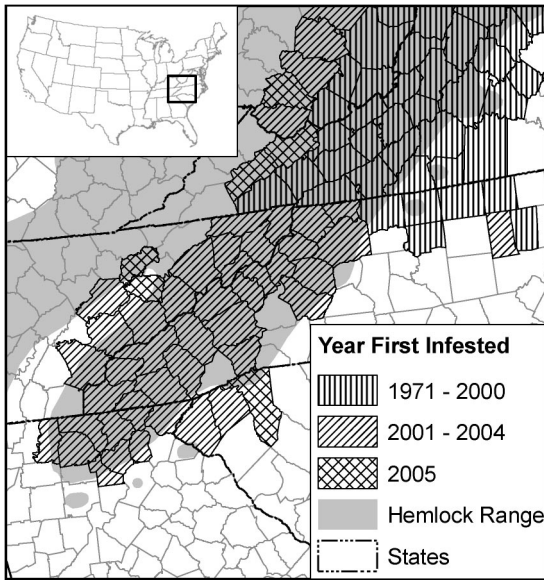 Year First Infested
1971 - 2000
2001 - 2004
2005
Hemlock Range
States